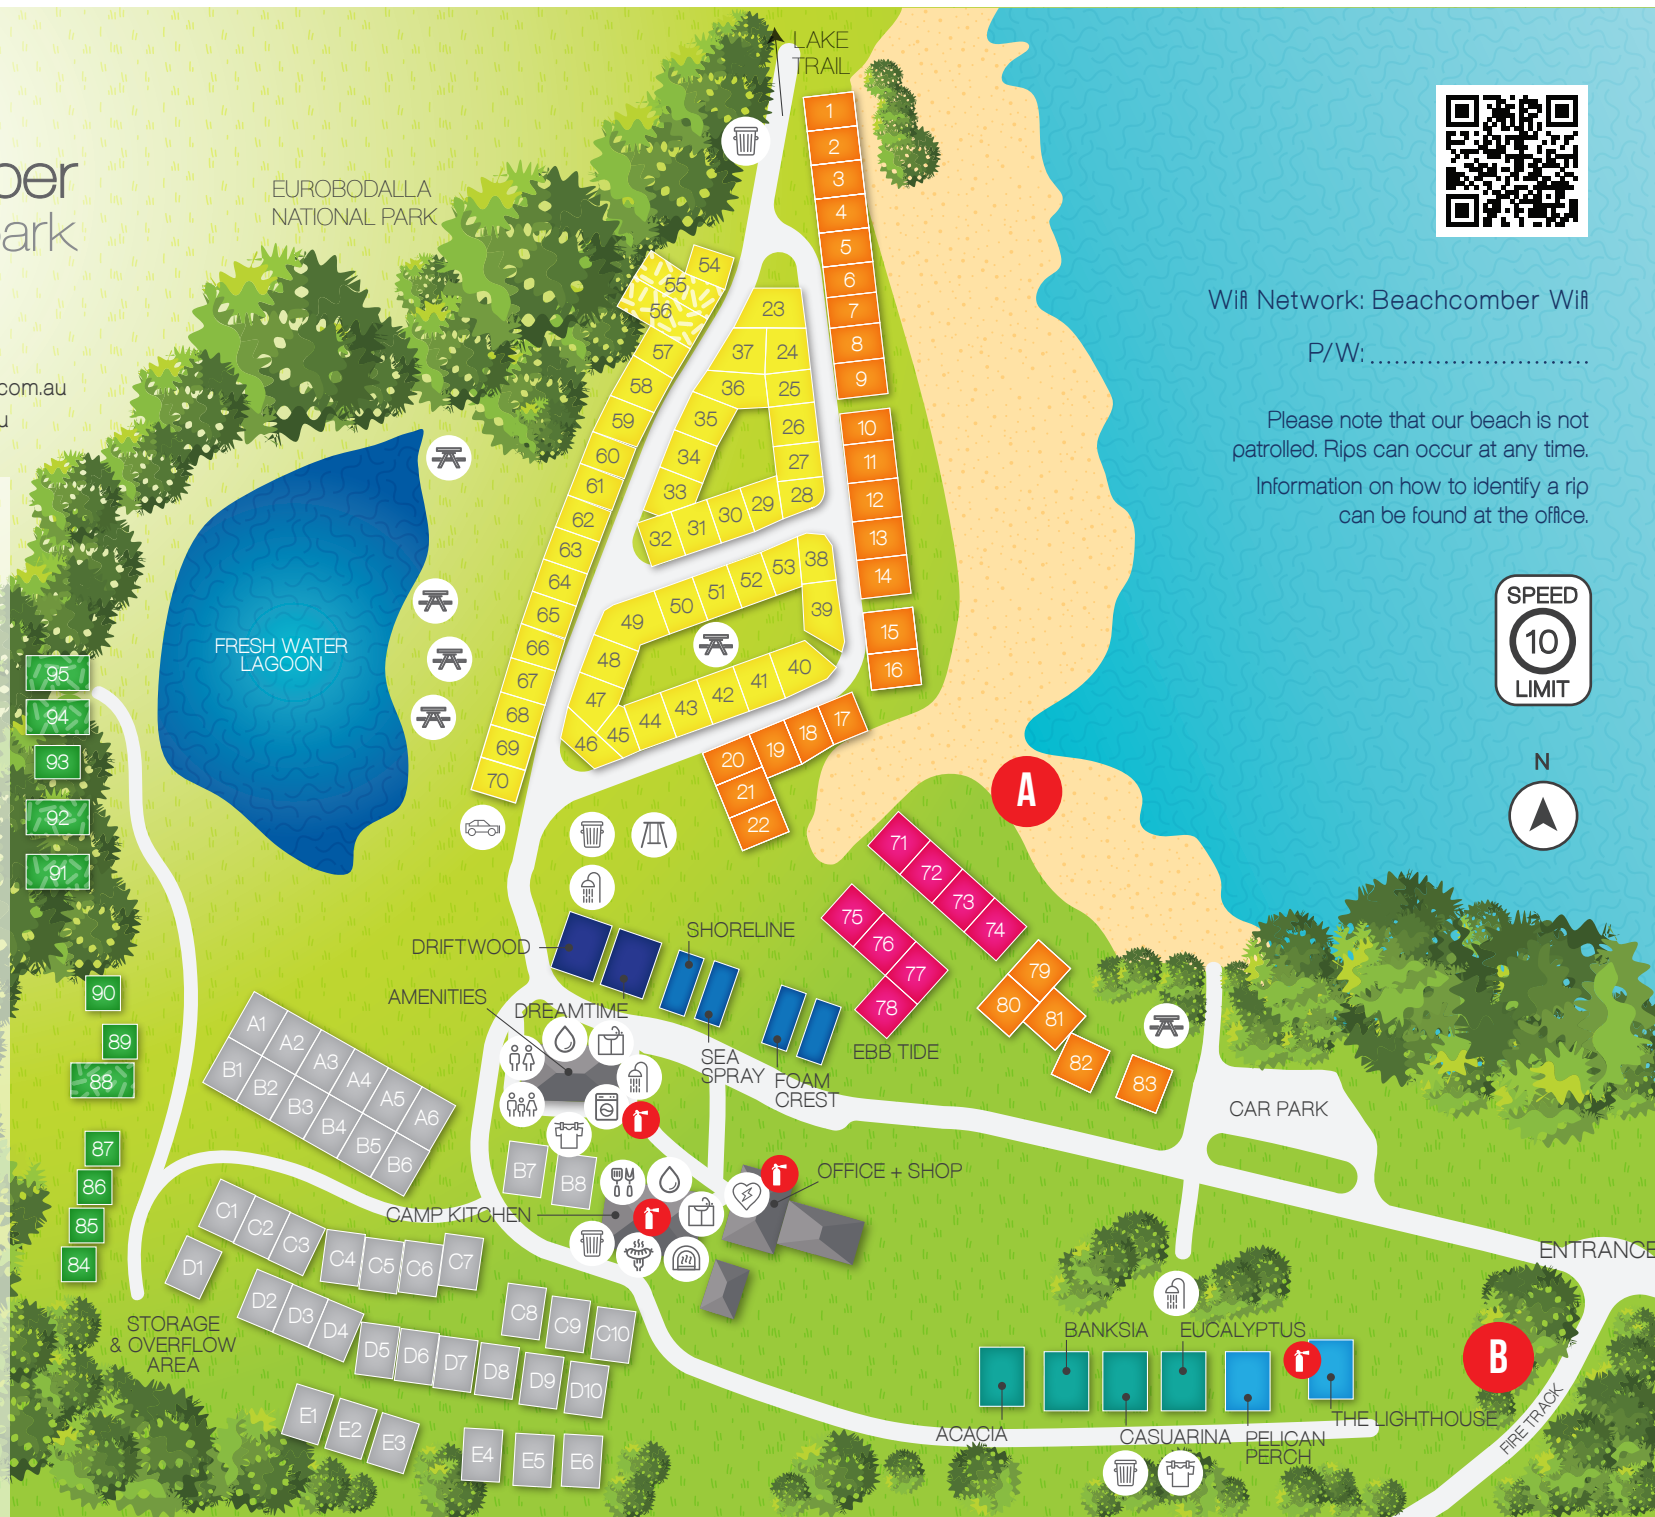 LAKE
TRAIL
EUROBODALLA
NATIONAL PARK
ark
com.au
Wifi Network: Beachcomber Wifi
P/W: ............................
Please note that our beach is not
patrolled. Rips can occur at any time.
Information on how to identify a rip
can be found at the office.
SPEED
10
LIMIT
N
1
2
3
4
5
6
7
8
9
10
11
12
13
14
15
16
17
18
19
20
21
22
54
55
56
57
58
59
60
61
62
63
64
65
66
67
68
69
70
23
37
24
36
25
35
26
34
27
33
28
29
30
31
32
38
53
52
51
50
49
39
48
40
47
41
42
43
44
45
46
FRESH WATER
LAGOON
95
94
93
92
91
90
89
88
87
86
85
84
A
71
72
73
74
75
76
77
78
79
80
81
82
83
EBB TIDE
DRIFTWOOD
SHORELINE
AMENITIES
DREAMTIME
SEA
SPRAY
FOAM
CREST
CAR PARK
OFFICE + SHOP
CAMP KITCHEN
ENTRANCE
A1
A2
A3
A4
A5
A6
B1
B2
B3
B4
B5
B6
B7
B8
C1
C2
C3
C4
C5
C6
C7
C8
C9
C10
D1
D2
D3
D4
D5
D6
D7
D8
D9
D10
E1
E2
E3
E4
E5
E6
STORAGE
& OVERFLOW
AREA
BANKSIA
EUCALYPTUS
B
ACACIA
CASUARINA
PELICAN
PERCH
THE LIGHTHOUSE
FIRE TRACK